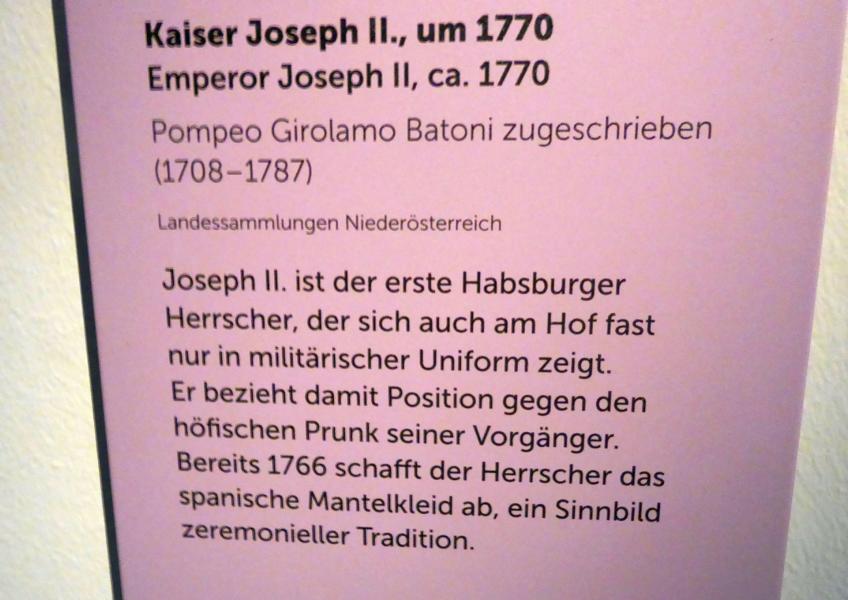 Kaiser Joseph II., um 1770
Emperor Joseph II, ca. 1770
Pompeo Girolamo Batoni zugeschrieben
(1708–1787)
Landessammlungen Niederösterreich
Joseph II. ist der erste Habsburger
Herrscher, der sich auch am Hof fast
nur in militärischer Uniform zeigt.
Er bezieht damit Position gegen den
höfischen Prunk seiner Vorgänger.
Bereits 1766 schafft der Herrscher das
spanische Mantelkleid ab, ein Sinnbild
zeremonieller Tradition.